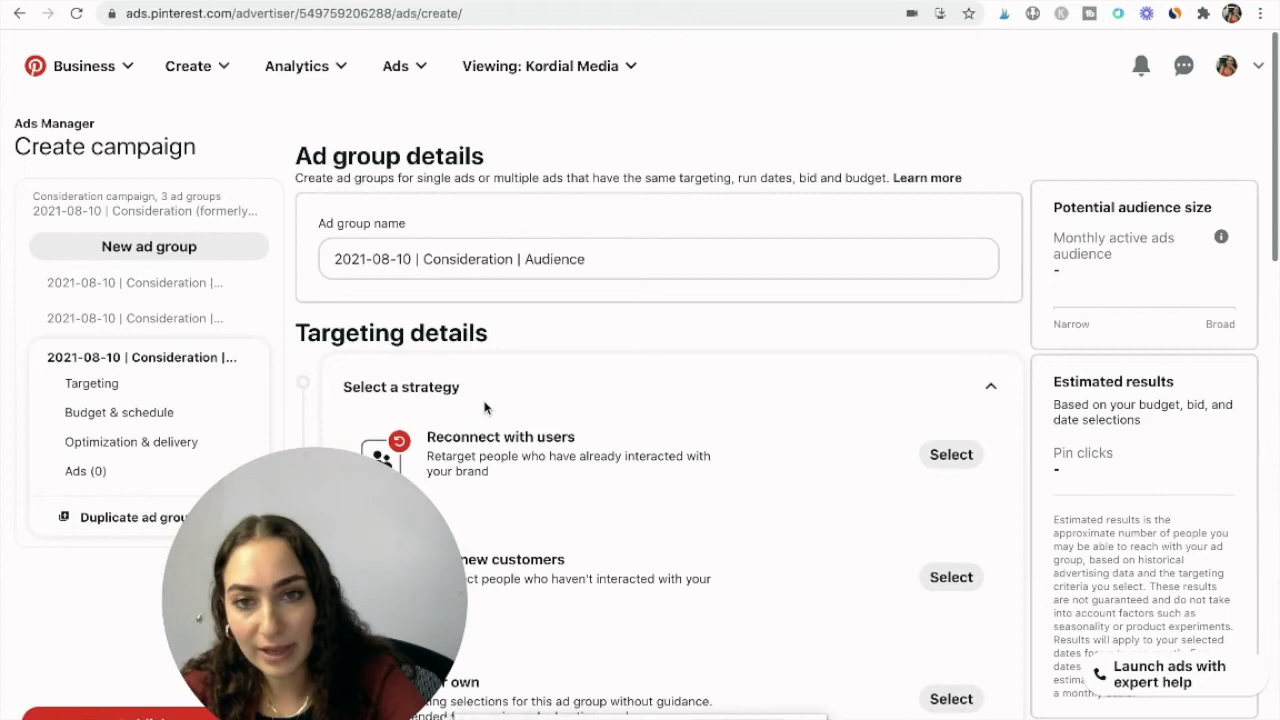 ads.pinterest.com/advertiser/549759206288/ads/create/
Business
Create
Analytics
Ads
Viewing: Kordial Media
Ads Manager
Create campaign
Consideration campaign, 3 ad groups
2021-08-10 | Consideration (formerly...
New ad group
2021-08-10 | Consideration |...
2021-08-10 | Consideration |...
2021-08-10 | Consideration |...
Targeting
Budget & schedule
Optimization & delivery
Ads (0)
Duplicate ad grou
Ad group details
Create ad groups for single ads or multiple ads that have the same targeting, run dates, bid and budget. Learn more
Ad group name
2021-08-10 | Consideration | Audience
Targeting details
Select a strategy
Reconnect with users
Retarget people who have already interacted with
your brand
Select
new customers
ct people who haven't interacted with your
Select
own
selections for this ad group without guidance.
Select
Potential audience size
Monthly active ads
audience
-
Narrow
Broad
Estimated results
Based on your budget, bid, and
date selections
Pin clicks
-
Estimated results is the
approximate number of people you
may be able to reach with your ad
group, based on historical
advertising data and the targeting
criteria you select. These results
are not guaranteed and do not take
into account factors such as
seasonality or product experiments.
Results will apply to your selected
dates
dates
estima
a month
Launch ads with
expert help